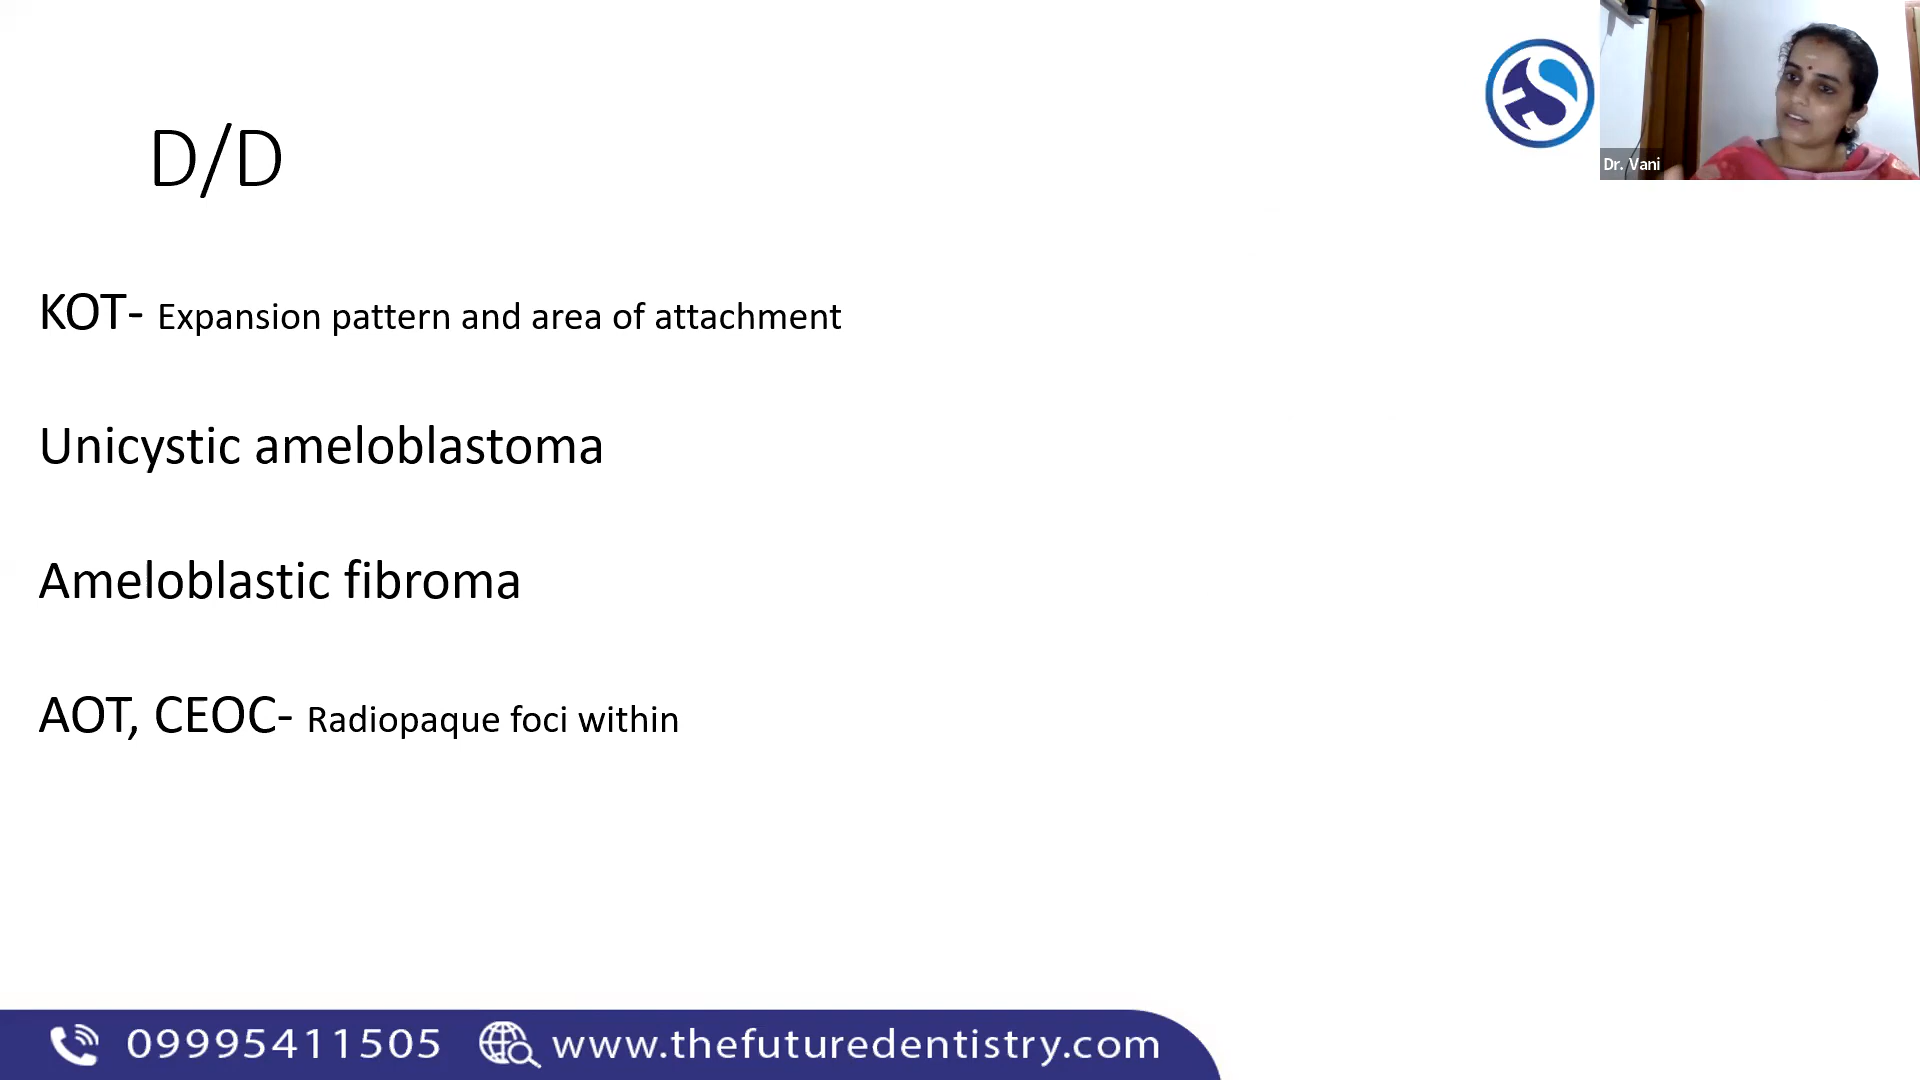 D/D
KOT- Expansion pattern and area of attachment
Unicystic ameloblastoma
Ameloblastic fibroma
AOT, CEOC- Radiopaque foci within
Dr. Vani
09995411505 www.thefuturedentistry.com